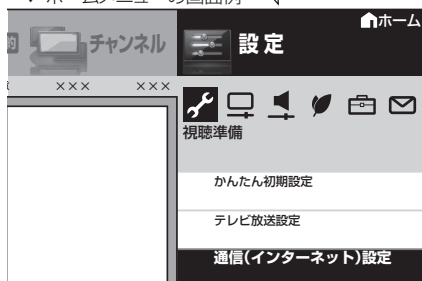 ホームメニューの画面例
ホーム
チャンネル
設定
××× ×××
視聴準備
かんたん初期設定
テレビ放送設定
通信(インターネット)設定